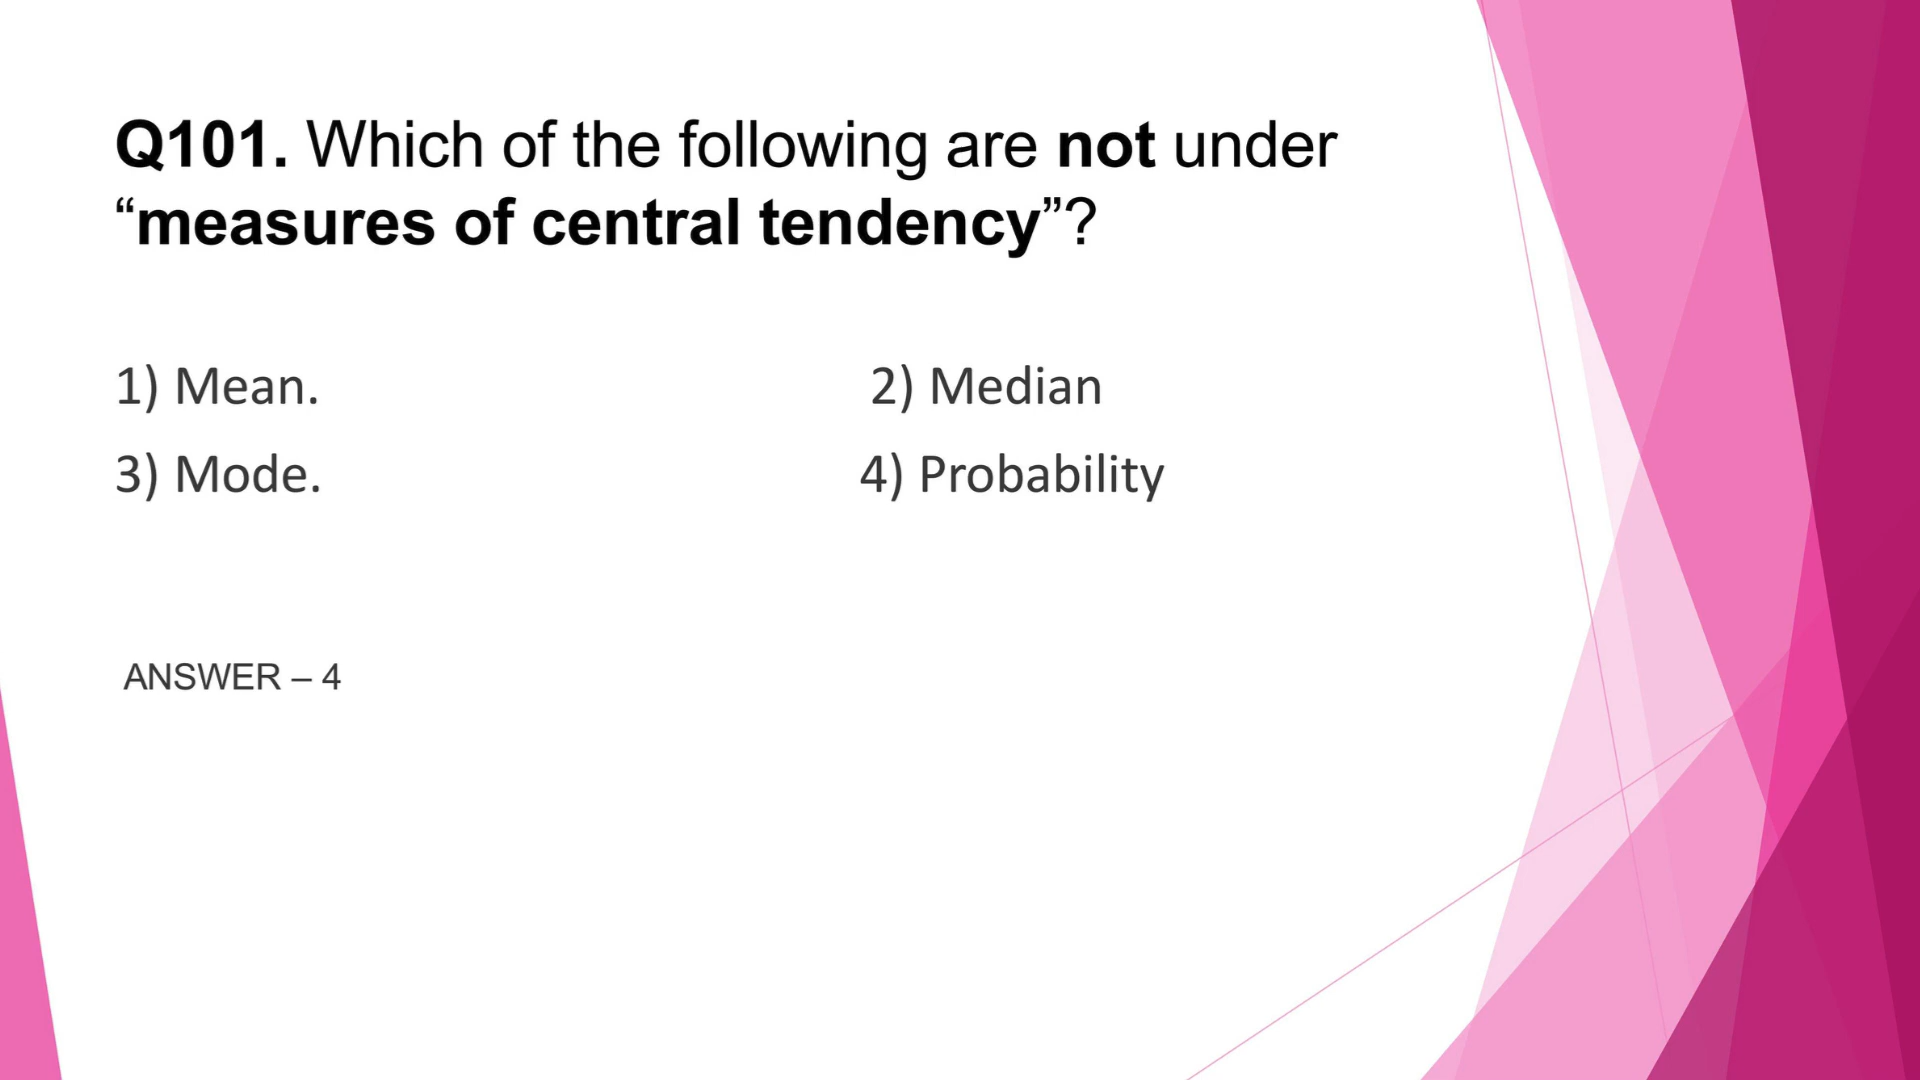 Q101. Which of the following are not under
“measures of central tendency”?
1) Mean. 2) Median
3) Mode. 4) Probability
ANSWER – 4